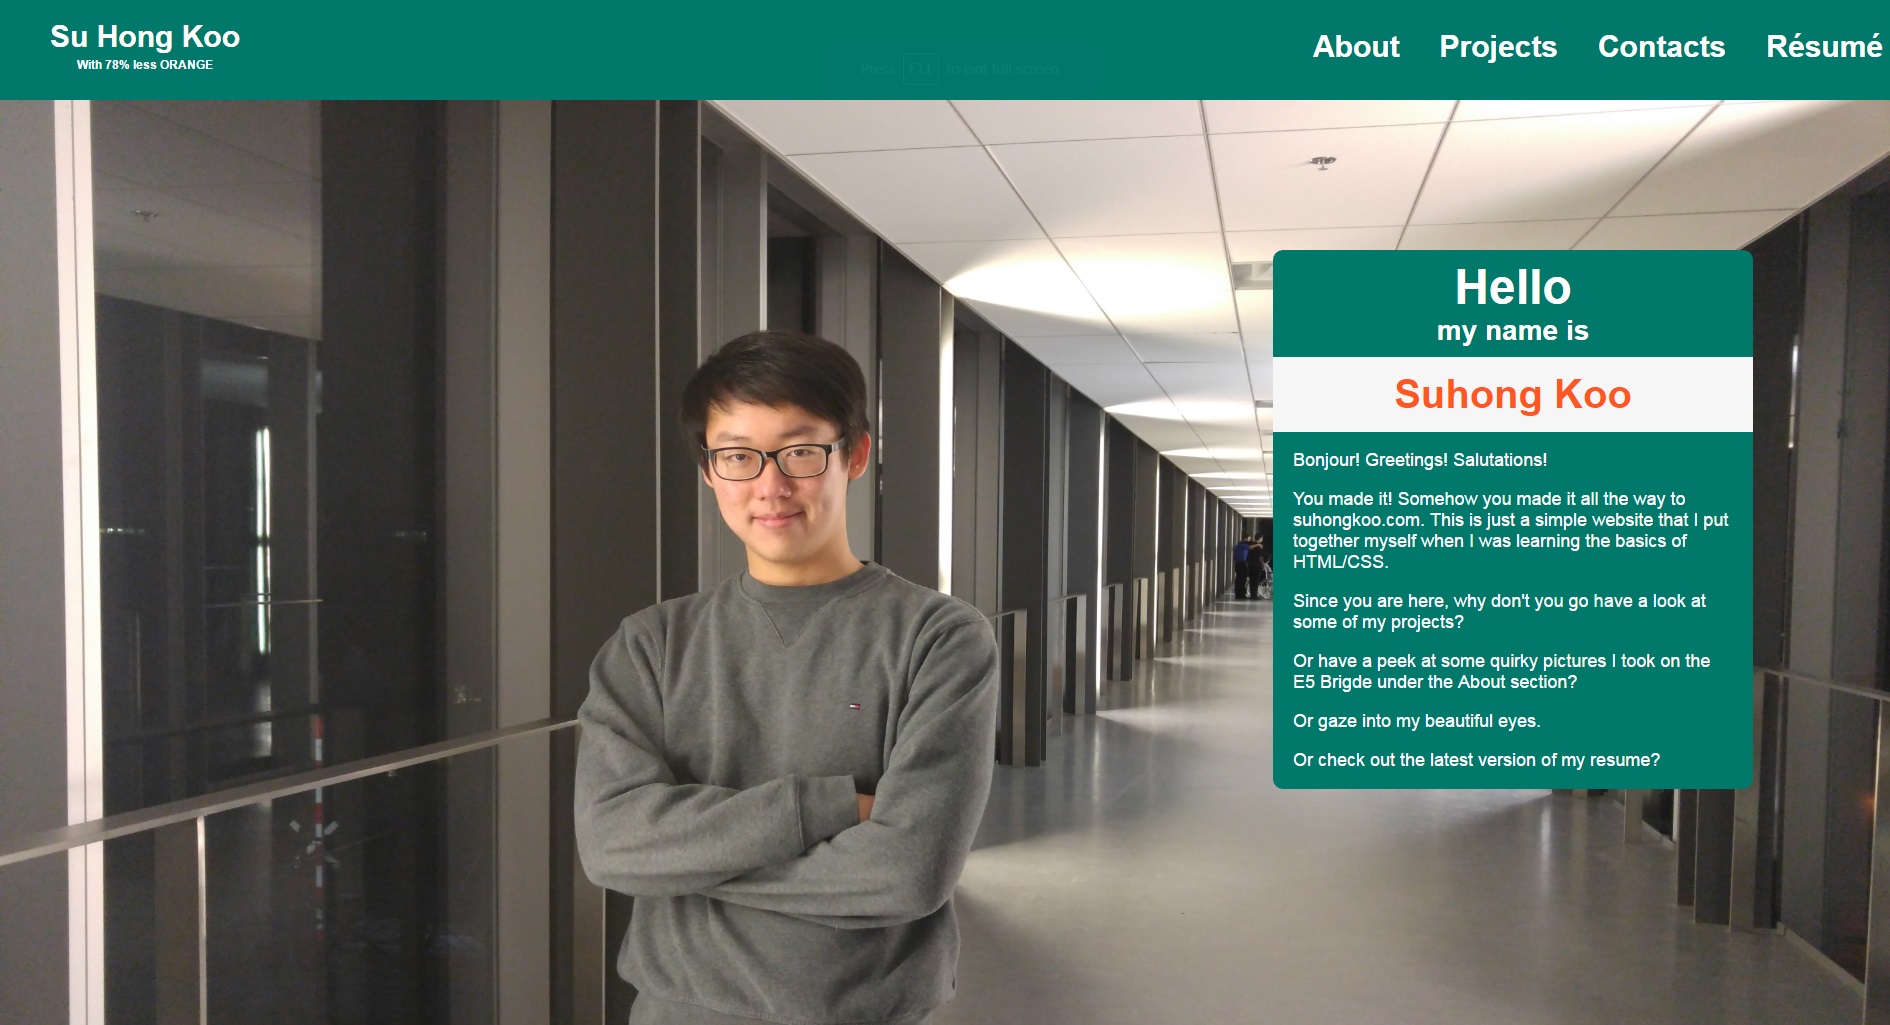 Su Hong Koo
With 78% less ORANGE
Press F11 to exit full screen
About Projects Contacts Résumé
Hello
my name is
Suhong Koo
Bonjour! Greetings! Salutations!
You made it! Somehow you made it all the way to
suhongkoo.com. This is just a simple website that I put
together myself when I was learning the basics of
HTML/CSS.
Since you are here, why don't you go have a look at
some of my projects?
Or have a peek at some quirky pictures I took on the
E5 Brigde under the About section?
Or gaze into my beautiful eyes.
Or check out the latest version of my resume?